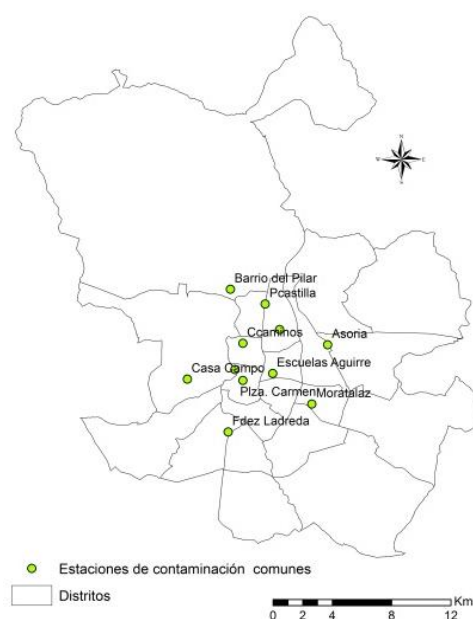 N
W E
S
Barrio del Pilar
Pcastilla
Ccaminos
Asoria
Casa Campo
Escuelas Aguirre
Plza. Carmen
Moratalaz
Fdez Ladreda
Estaciones de contaminación comunes
Distritos
Km
0 2 4 8 12